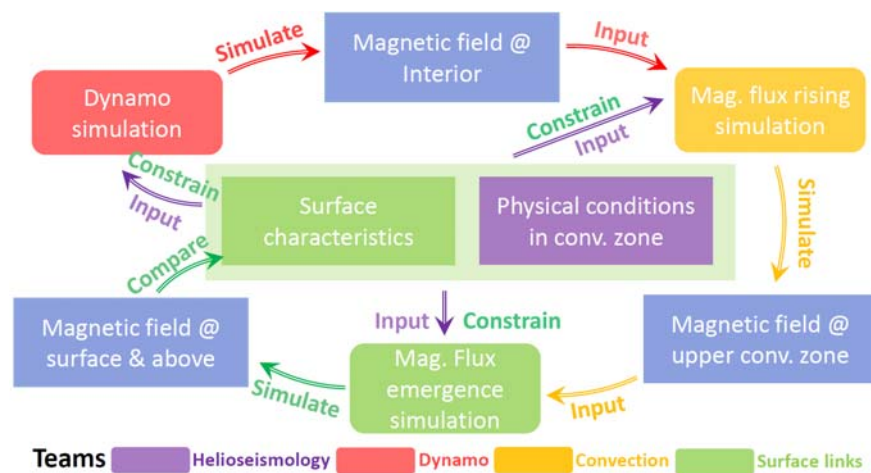 Simulate
Magnetic field @
Interior
Input
Dynamo
simulation
Mag. flux rising
simulation
Constrain
Input
Constrain
Input
Surface
characteristics
Physical conditions
in conv. zone
Simulate
Compare
Magnetic field @
surface & above
Input
Constrain
Magnetic field @
upper conv. zone
Mag. Flux
emergence
simulation
Simulate
Input
Teams
Helioseismology
Dynamo
Convection
Surface links